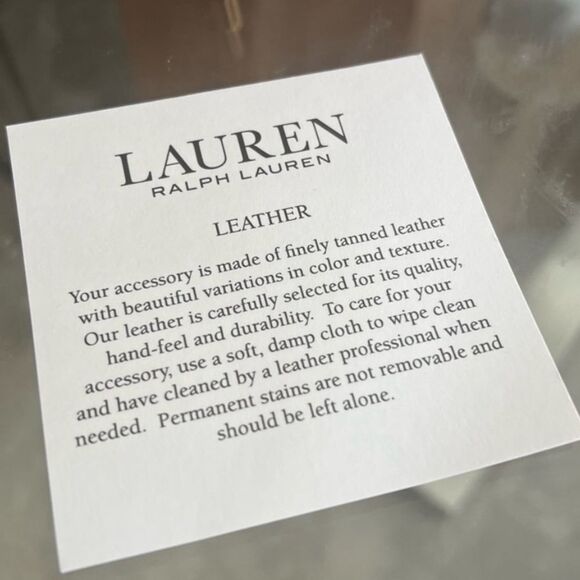 LAUREN
RALPH LAUREN
LEATHER
Your accessory is made of finely tanned leather
with beautiful variations in color and texture.
Our leather is carefully selected for its quality,
hand-feel and durability. To care for your
accessory, use a soft, damp cloth to wipe clean
and have cleaned by a leather professional when
needed. Permanent stains are not removable and
should be left alone.